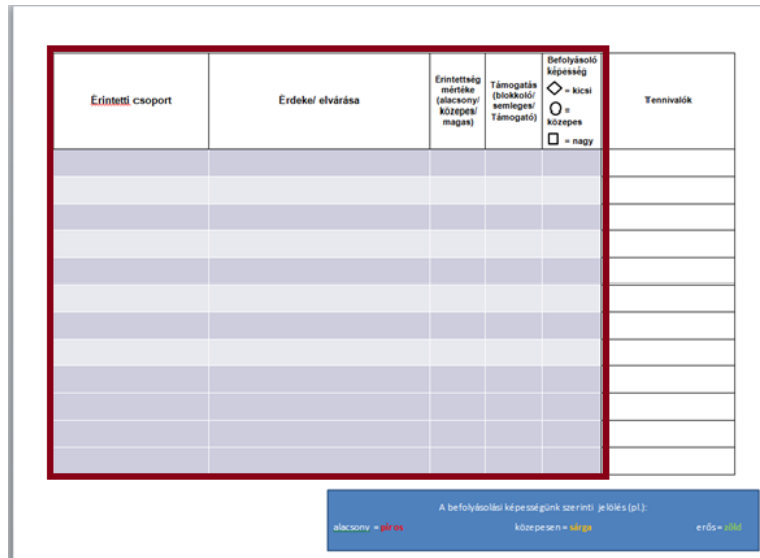 Érintetti csoport
Érdeke/ elvárása
Érintettség
mértéke
(alacsony/
közepes/
magas)
Támogatás
(blokkoló/
semleges/
Támogató)
Befolyásoló
képesség
= kicsi
=
közepes
= nagy
Tennivalók
A befolyásolási képességünk szerinti jelölés (pl.):
alacsony = piros közepesen = sárga erős = zöld